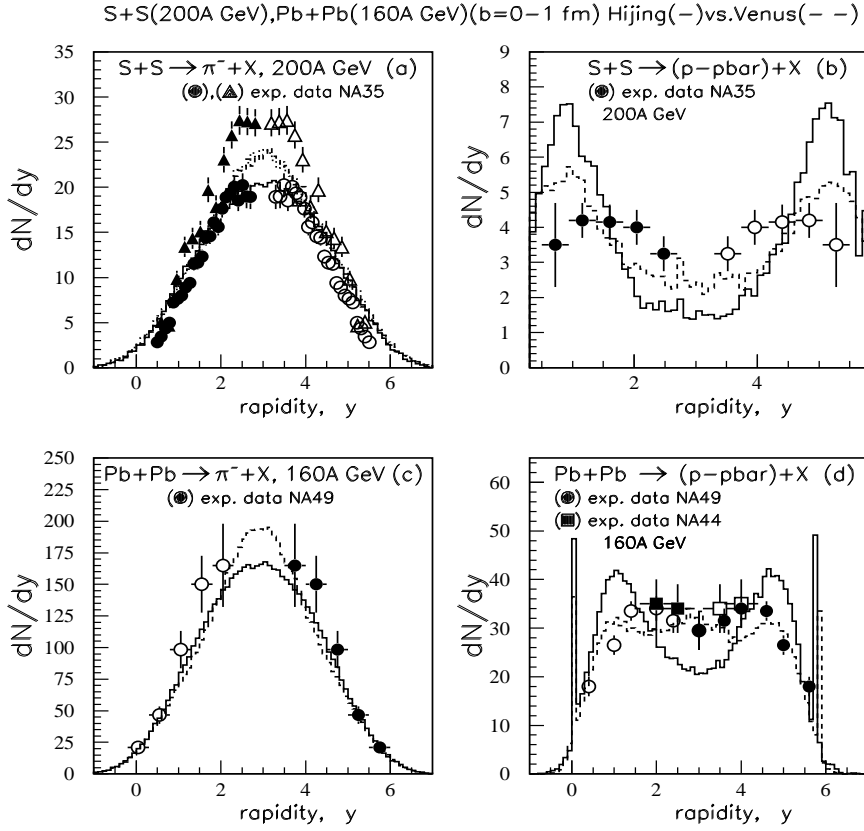 S+S(200A GeV),Pb+Pb(160A GeV)(b=0−1 fm) Hijing(−)vs.Venus(− −)
S+S → π⁻+X, 200A GeV (a)
(●),(▲) exp. data NA35
dN/dy
35
30
25
20
15
10
5
0
0 2 4 6
rapidity, y
S+S → (p−pbar)+X (b)
(●) exp. data NA35
200A GeV
dN/dy
9
8
7
6
5
4
3
2
1
0
2 4
rapidity, y
Pb+Pb → π⁻+X, 160A GeV (c)
(●) exp. data NA49
dN/dy
250
225
200
175
150
125
100
75
50
25
0
0 2 4 6
rapidity, y
Pb+Pb → (p−pbar)+X (d)
(●) exp. data NA49
(■) exp. data NA44
160A GeV
dN/dy
60
50
40
30
20
10
0
0 2 4 6
rapidity, y